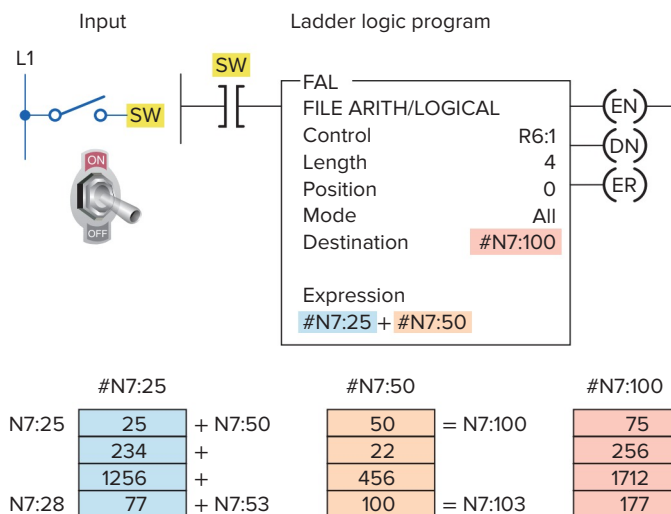 Input Ladder logic program
L1
SW
SW
ON
OFF
FAL
FILE ARITH/LOGICAL
Control R6:1
Length 4
Position 0
Mode All
Destination #N7:100
Expression
#N7:25 + #N7:50
EN
DN
ER
#N7:25 #N7:50 #N7:100
N7:25 25 + N7:50 50 = N7:100 75
234 + 22 256
1256 + 456 1712
N7:28 77 + N7:53 100 = N7:103 177